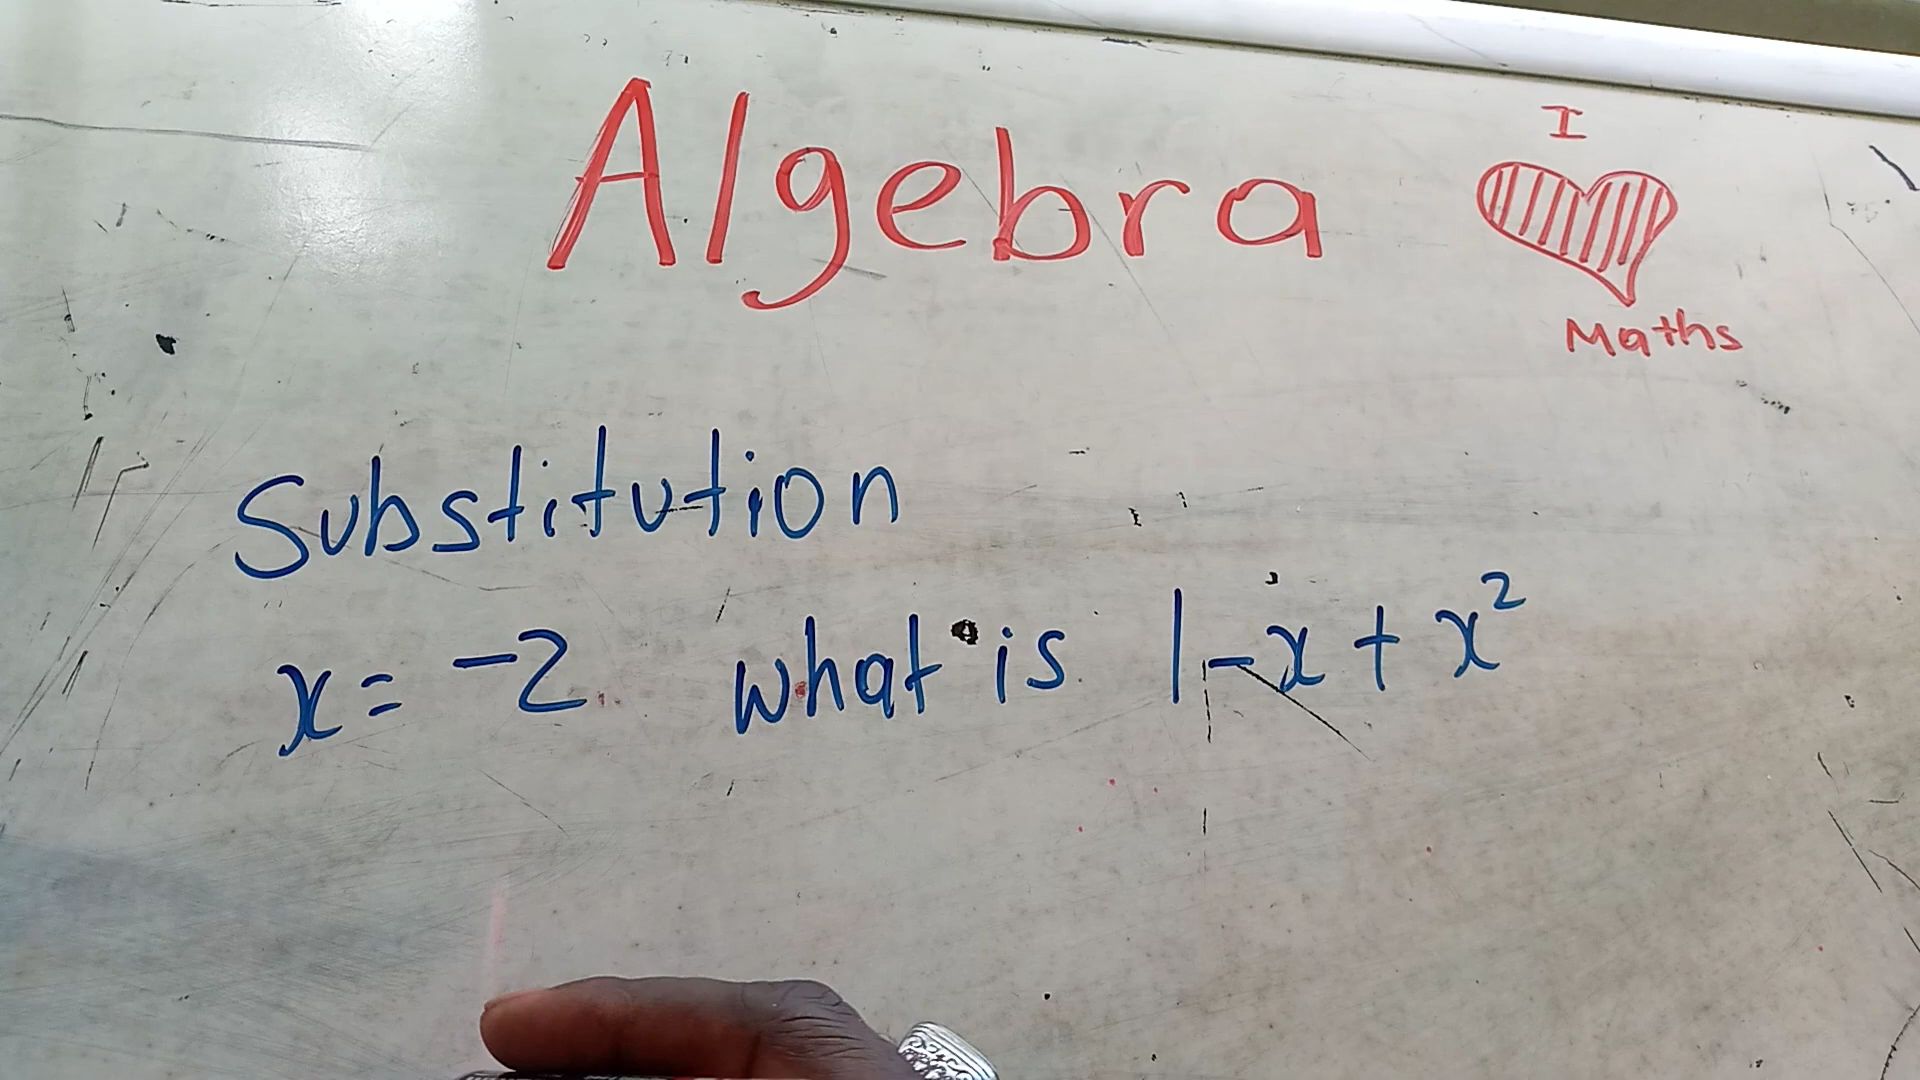 Algebra
I
Maths
Substitution
x = -2 what is 1-x + x²